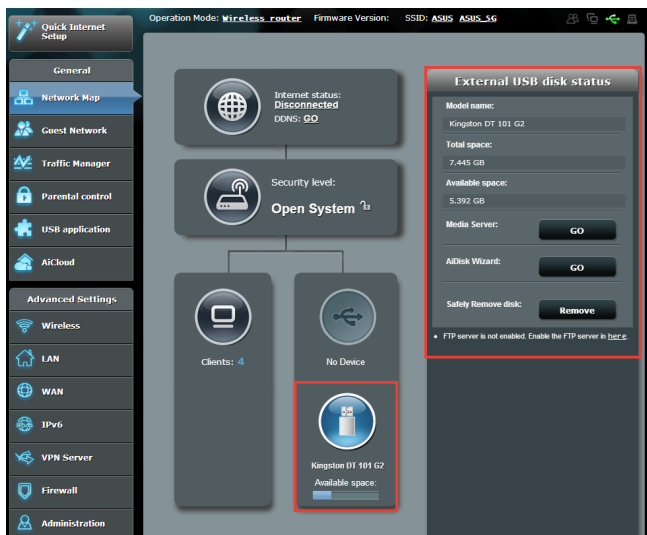 Quick Internet
Setup
Operation Mode: Wireless router Firmware Version: SSID: ASUS ASUS_5G
General
Network Map
Guest Network
Traffic Manager
Parental control
USB application
AiCloud
Advanced Settings
Wireless
LAN
WAN
IPv6
VPN Server
Firewall
Administration
Internet status:
Disconnected
DDNS: GO
Security level:
Open System
Clients: 4
No Device
Kingston DT 101 G2
Available space:
External USB disk status
Model name:
Kingston DT 101 G2
Total space:
7.445 GB
Available space:
5.392 GB
Media Server:
GO
AiDisk Wizard:
GO
Safely Remove disk:
Remove
FTP server is not enabled. Enable the FTP server in here.